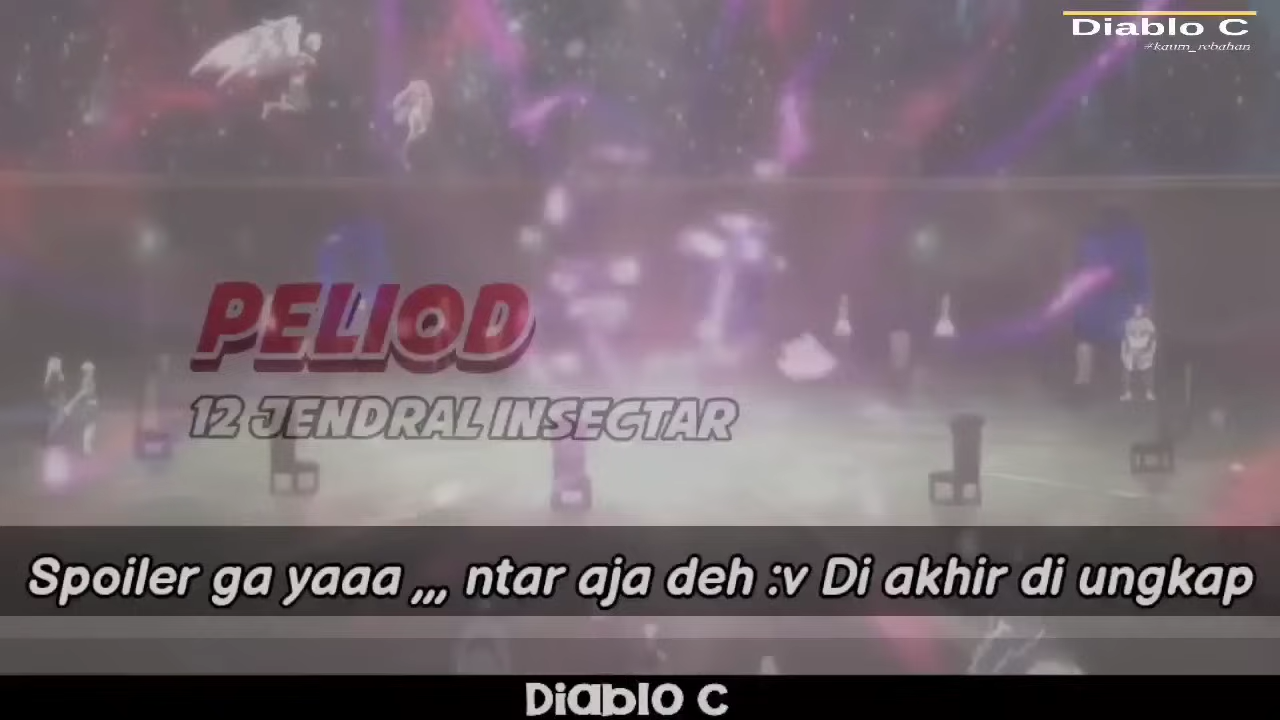 Diablo C
#kaum_rebahan
PELIOD
12 JENDRAL INSECTAR
Spoiler ga yaaa ,,, ntar aja deh :v Di akhir di ungkap
Diablo C